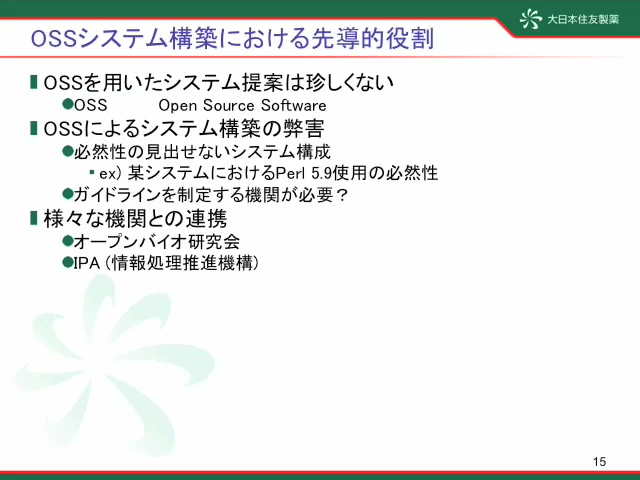 大日本住友製薬
OSSシステム構築における先導的役割
OSSを用いたシステム提案は珍しくない
OSS Open Source Software
OSSによるシステム構築の弊害
必然性の見出せないシステム構成
ex) 某システムにおけるPerl 5.9使用の必然性
ガイドラインを制定する機関が必要？
様々な機関との連携
オープンバイオ研究会
IPA (情報処理推進機構)
15